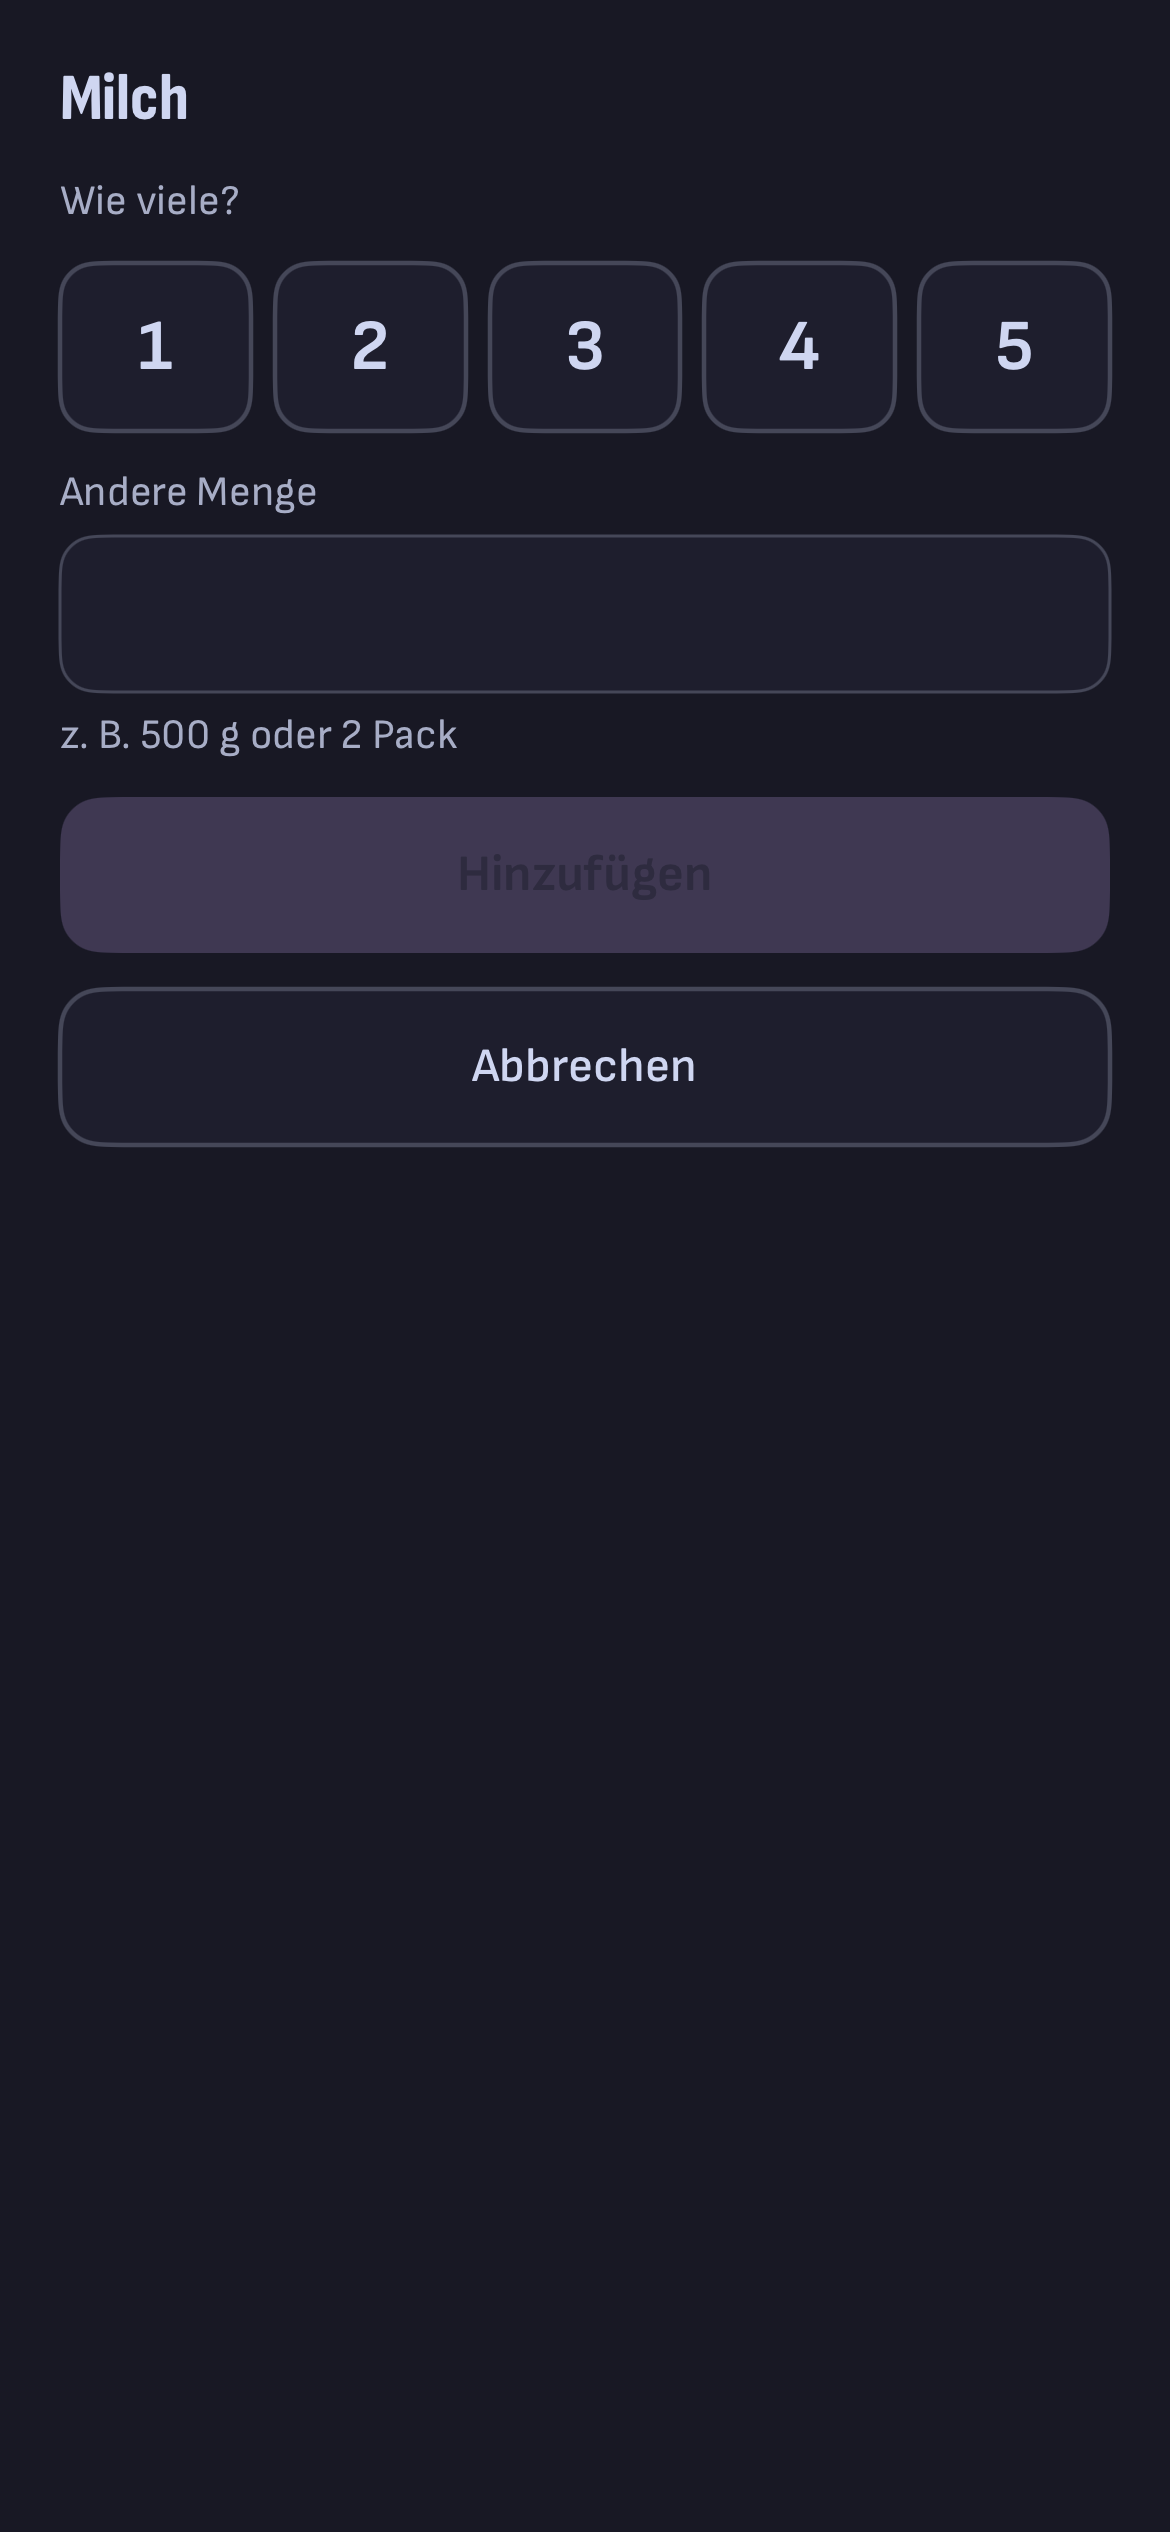 Milch
Wie viele?
1 2 3 4 5
Andere Menge
z. B. 500 g oder 2 Pack
Hinzufügen
Abbrechen